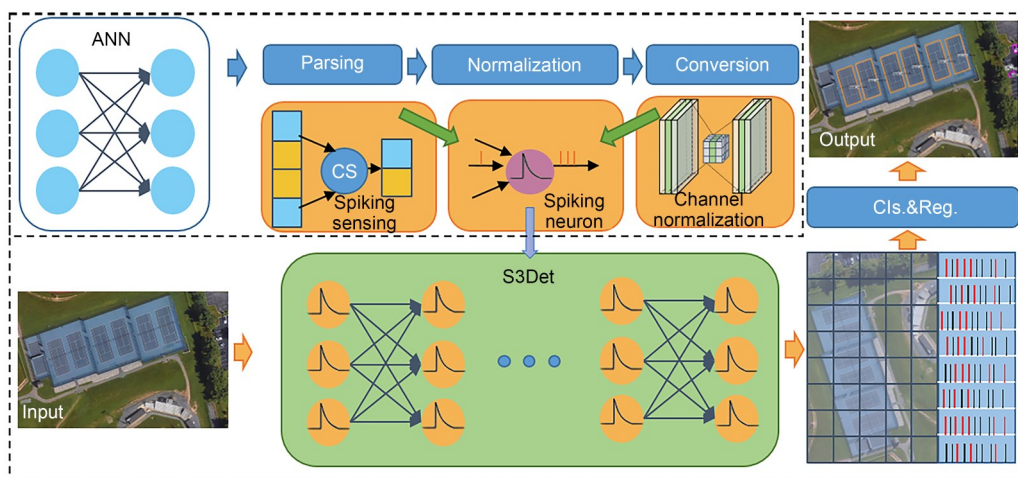 ANN
Parsing
Normalization
Conversion
CS
Spiking
sensing
Spiking
neuron
Channel
normalization
Output
Cls.&Reg.
S3Det
Input